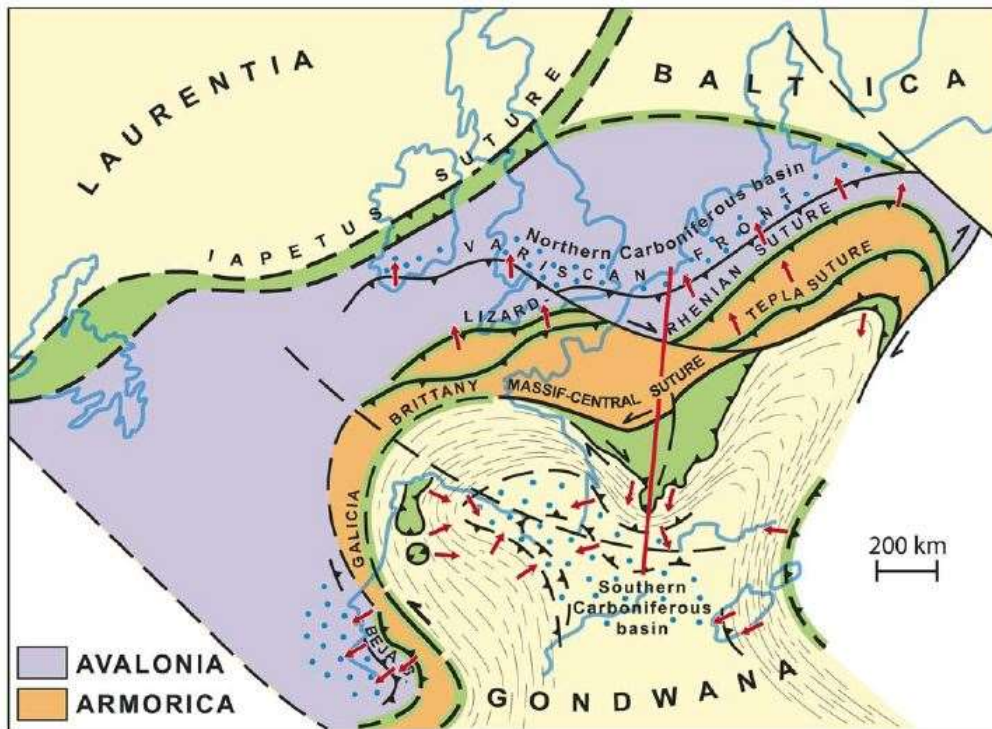 LAURENTIA
BALTICA
IAPETUS SUTURE
Northern Carboniferous basin
VARISCAN FRONT
LIZARD-
RHENIAN SUTURE
TEPLA SUTURE
BRITTANY MASSIF-CENTRAL SUTURE
GALICIA
200 km
Southern
Carboniferous
basin
BEJA
GONDWANA
AVALONIA
ARMORICA